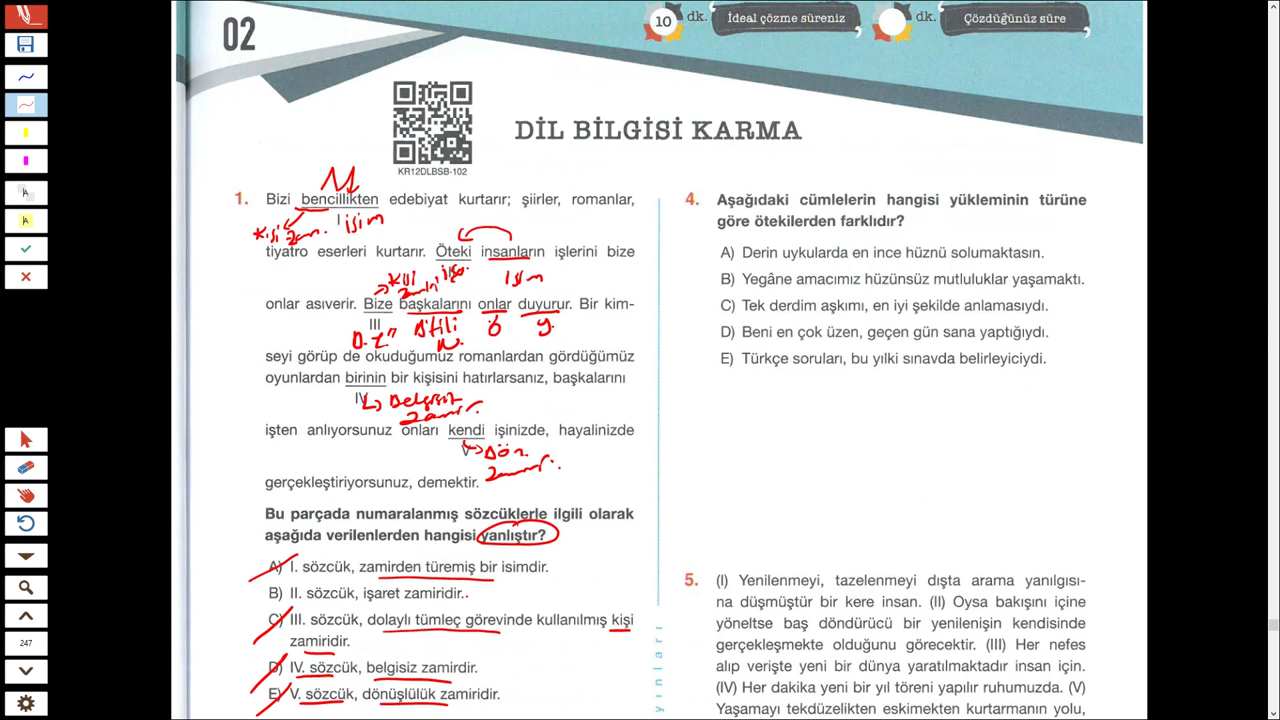 02
10 dk. İdeal çözme süreniz
dk. Çözdüğünüz süre
KR12DLBSB-102
DİL BİLGİSİ KARMA
1. Bizi bencillikten edebiyat kurtarır; şiirler, romanlar,
I isim
Kişi zam.
tiyatro eserleri kurtarır. Öteki insanların işlerini bize
isim
Kişi zamiri
onlar asıverir. Bize başkalarını onlar duyurur. Bir kim-
III
D.T. B'tili N. Ö Y.
seyi görüp de okuduğumuz romanlardan gördüğümüz
oyunlardan birinin bir kişisini hatırlarsanız, başkalarını
IV
Belgisiz
zamir.
işten anlıyorsunuz onları kendi işinizde, hayalinizde
V Dön.
zamir.
gerçekleştiriyorsunuz, demektir.
Bu parçada numaralanmış sözcüklerle ilgili olarak
aşağıda verilenlerden hangisi yanlıştır?
A) I. sözcük, zamirden türemiş bir isimdir.
B) II. sözcük, işaret zamiridir.
C) III. sözcük, dolaylı tümleç görevinde kullanılmış kişi
zamiridir.
D) IV. sözcük, belgisiz zamirdir.
E) V. sözcük, dönüşlülük zamiridir.
4. Aşağıdaki cümlelerin hangisi yükleminin türüne
göre ötekilerden farklıdır?
A) Derin uykularda en ince hüznü solumaktasın.
B) Yegâne amacımız hüzünsüz mutluluklar yaşamaktı.
C) Tek derdim aşkımı, en iyi şekilde anlamasıydı.
D) Beni en çok üzen, geçen gün sana yaptığıydı.
E) Türkçe soruları, bu yılki sınavda belirleyiciydi.
5. (I) Yenilenmeyi, tazelenmeyi dışta arama yanılgısı-
na düşmüştür bir kere insan. (II) Oysa bakışını içine
yöneltse baş döndürücü bir yenilenişin kendisinde
gerçekleşmekte olduğunu görecektir. (III) Her nefes
alıp verişte yeni bir dünya yaratılmaktadır insan için.
(IV) Her dakika yeni bir yıl töreni yapılır ruhumuzda. (V)
Yaşamayı tekdüzelikten eskimekten kurtarmanın yolu,
yınları
247